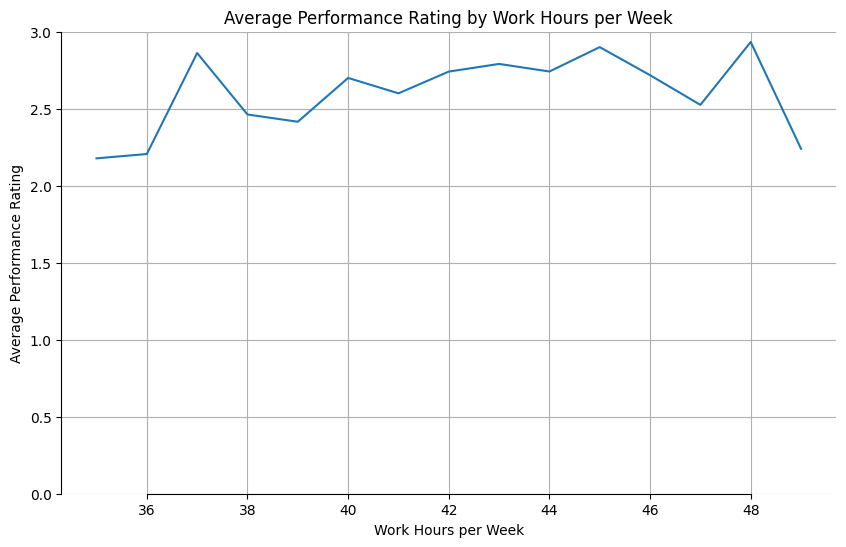 Average Performance Rating by Work Hours per Week
3.0
2.5
2.0
1.5
1.0
0.5
0.0
Average Performance Rating
36 38 40 42 44 46 48
Work Hours per Week